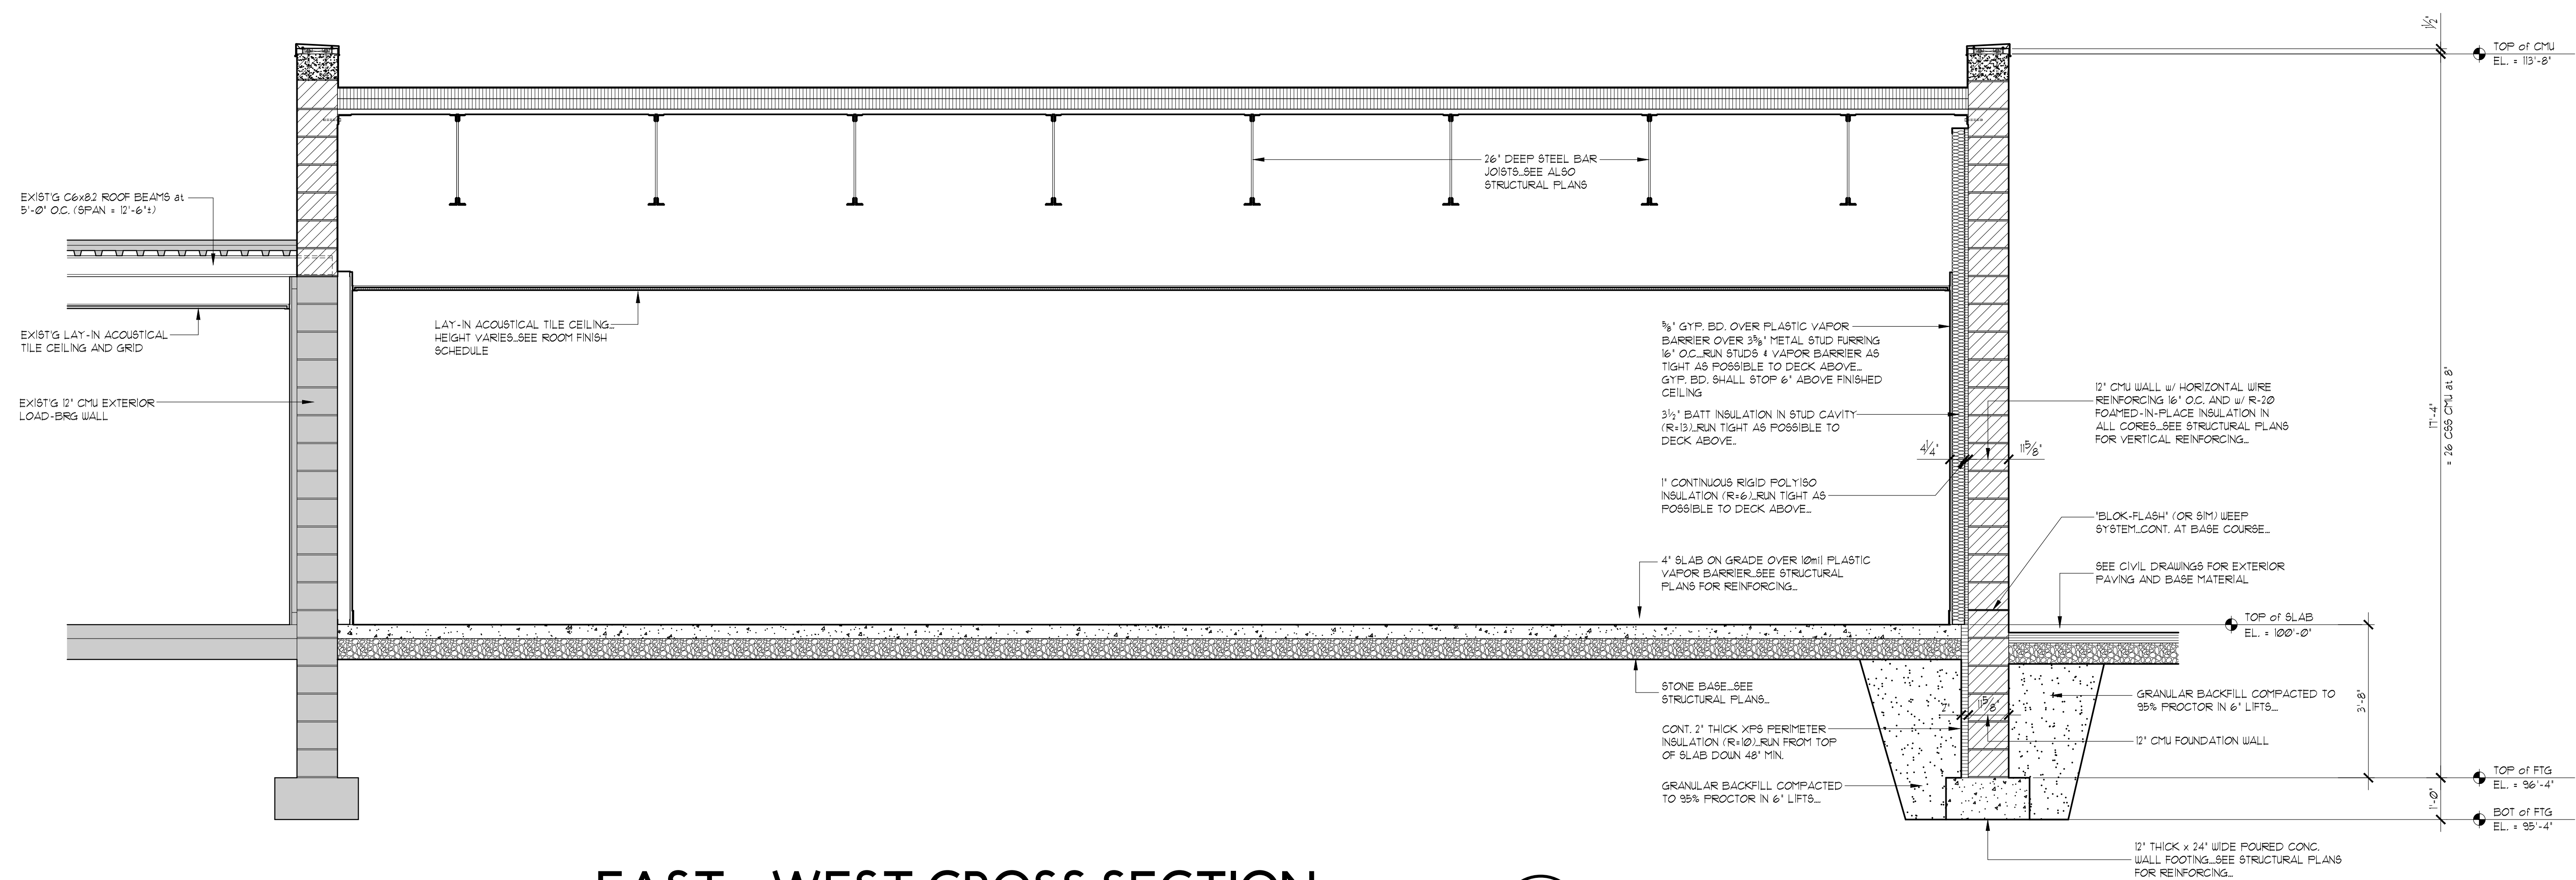 1½"
TOP of CMU
EL. = 113'-8"
26" DEEP STEEL BAR
JOISTS...SEE ALSO
STRUCTURAL PLANS
EXIST'G C6x8.2 ROOF BEAMS at
5'-0" O.C. (SPAN = 12'-6"±)
EXIST'G LAY-IN ACOUSTICAL
TILE CEILING AND GRID
LAY-IN ACOUSTICAL TILE CEILING...
HEIGHT VARIES...SEE ROOM FINISH
SCHEDULE
EXIST'G 12" CMU EXTERIOR
LOAD-BRG WALL
⅝" GYP. BD. OVER PLASTIC VAPOR
BARRIER OVER 3⅝" METAL STUD FURRING
16" O.C...RUN STUDS & VAPOR BARRIER AS
TIGHT AS POSSIBLE TO DECK ABOVE...
GYP. BD. SHALL STOP 6" ABOVE FINISHED
CEILING
3½" BATT INSULATION IN STUD CAVITY
(R=13)...RUN TIGHT AS POSSIBLE TO
DECK ABOVE..
4¼"
11⅝"
1" CONTINUOUS RIGID POLYISO
INSULATION (R=6)...RUN TIGHT AS
POSSIBLE TO DECK ABOVE...
12" CMU WALL w/ HORIZONTAL WIRE
REINFORCING 16" O.C. AND w/ R-20
FOAMED-IN-PLACE INSULATION IN
ALL CORES...SEE STRUCTURAL PLANS
FOR VERTICAL REINFORCING...
17'-4"
= 26 CSS CMU at 8"
"BLOK-FLASH" (OR SIM) WEEP
SYSTEM...CONT. AT BASE COURSE...
4" SLAB ON GRADE OVER 10mil PLASTIC
VAPOR BARRIER...SEE STRUCTURAL
PLANS FOR REINFORCING...
SEE CIVIL DRAWINGS FOR EXTERIOR
PAVING AND BASE MATERIAL
TOP of SLAB
EL. = 100'-0"
STONE BASE...SEE
STRUCTURAL PLANS...
2"
11⅝"
GRANULAR BACKFILL COMPACTED TO
95% PROCTOR IN 6" LIFTS....
3'-8"
CONT. 2" THICK XPS PERIMETER
INSULATION (R=10)...RUN FROM TOP
OF SLAB DOWN 48" MIN.
12" CMU FOUNDATION WALL
GRANULAR BACKFILL COMPACTED
TO 95% PROCTOR IN 6" LIFTS....
TOP of FTG
EL. = 96'-4"
1'-0"
BOT of FTG
EL. = 95'-4"
12" THICK x 24" WIDE POURED CONC.
WALL FOOTING...SEE STRUCTURAL PLANS
FOR REINFORCING...
EAST - WEST CROSS SECTION